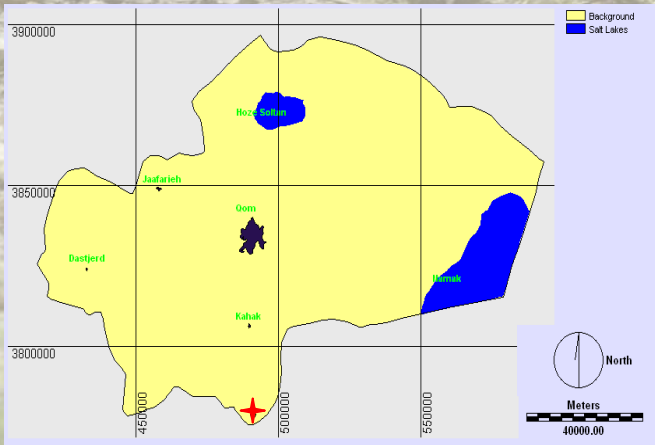 3900000
Background
Salt Lakes
Hoze Soltun
3850000
Jaafarieh
Qom
Dastjerd
Namak
Kahak
3800000
North
450000
500000
550000
Meters
40000.00